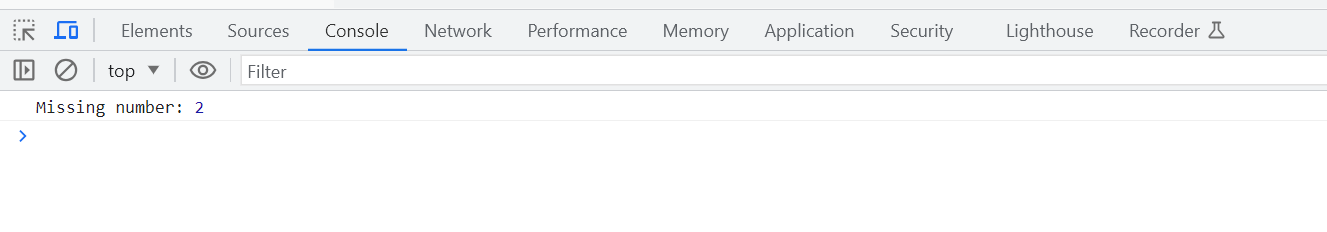 Elements Sources Console Network Performance Memory Application Security Lighthouse Recorder
top Filter
Missing number: 2